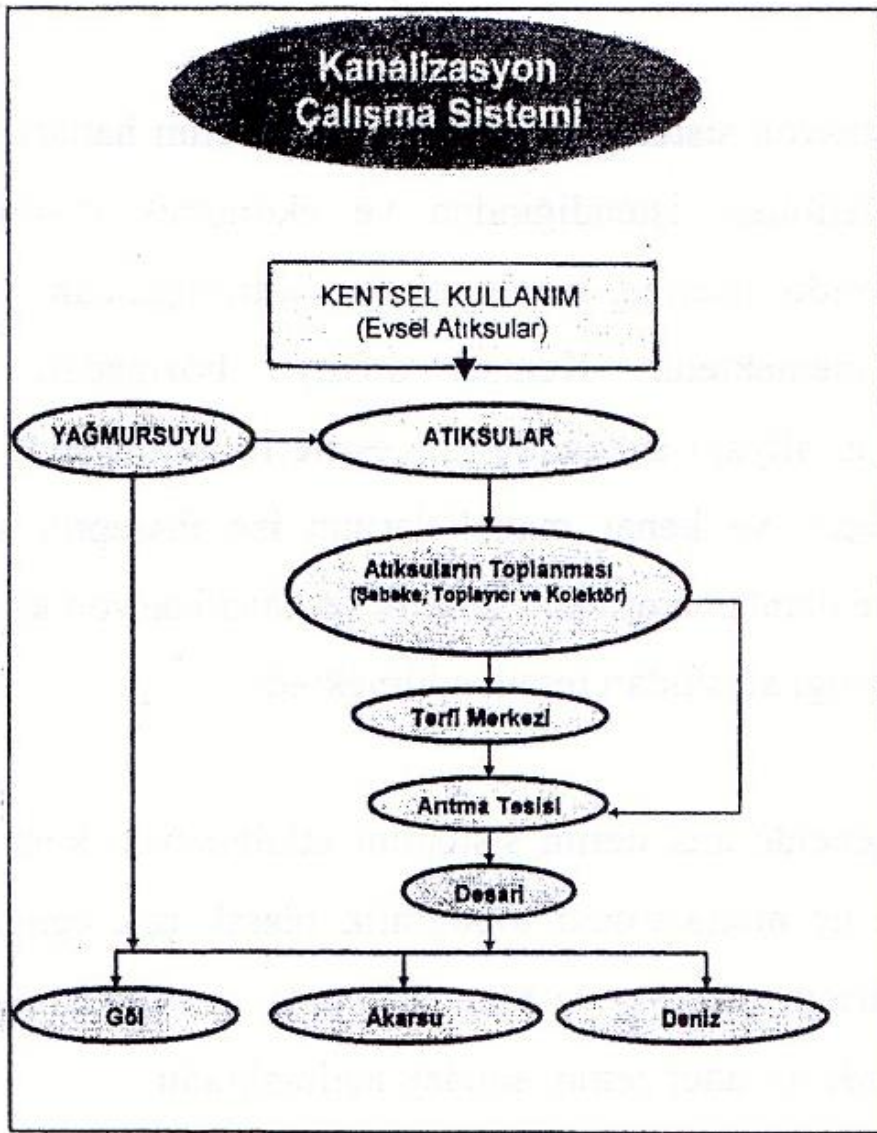 Kanalizasyon
Çalışma Sistemi
KENTSEL KULLANIM
(Evsel Atıksular)
YAĞMURSUYU
ATIKSULAR
Atıksuların Toplanması
(Şebeke, Toplayıcı ve Kolektör)
Terfi Merkezi
Arıtma Tesisi
Deşarj
Göl
Akarsu
Deniz